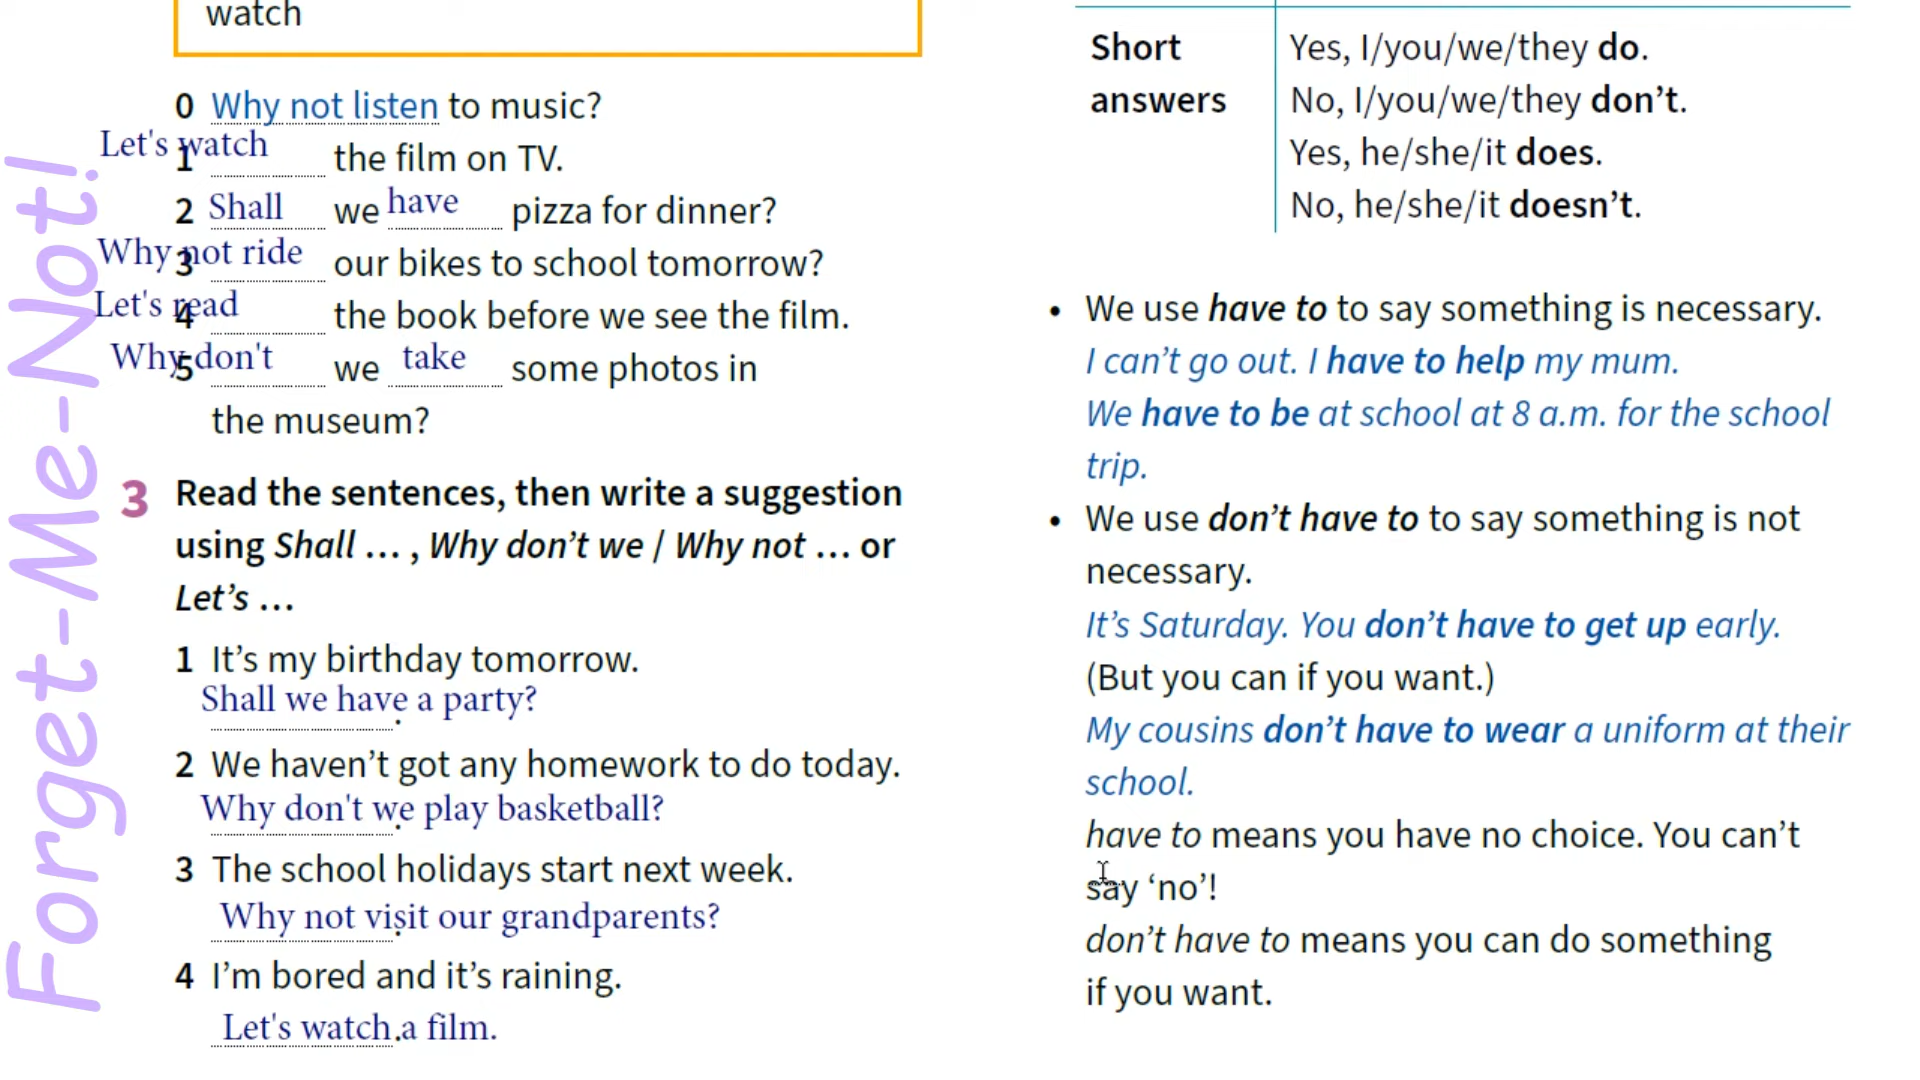 watch
0 Why not listen to music?
1 Let's watch the film on TV.
2 Shall we have pizza for dinner?
3 Why not ride our bikes to school tomorrow?
4 Let's read the book before we see the film.
5 Why don't we take some photos in
the museum?
3 Read the sentences, then write a suggestion
using Shall … , Why don’t we / Why not … or
Let’s …
1 It’s my birthday tomorrow.
Shall we have a party?
.
2 We haven’t got any homework to do today.
Why don't we play basketball?
.
3 The school holidays start next week.
Why not visit our grandparents?
.
4 I’m bored and it’s raining.
Let's watch a film.
.
Short answers
Yes, I/you/we/they do.
No, I/you/we/they don’t.
Yes, he/she/it does.
No, he/she/it doesn’t.
• We use have to to say something is necessary.
I can’t go out. I have to help my mum.
We have to be at school at 8 a.m. for the school
trip.
• We use don’t have to to say something is not
necessary.
It’s Saturday. You don’t have to get up early.
(But you can if you want.)
My cousins don’t have to wear a uniform at their
school.
have to means you have no choice. You can’t
say ‘no’!
don’t have to means you can do something
if you want.
Forget-Me-Not!